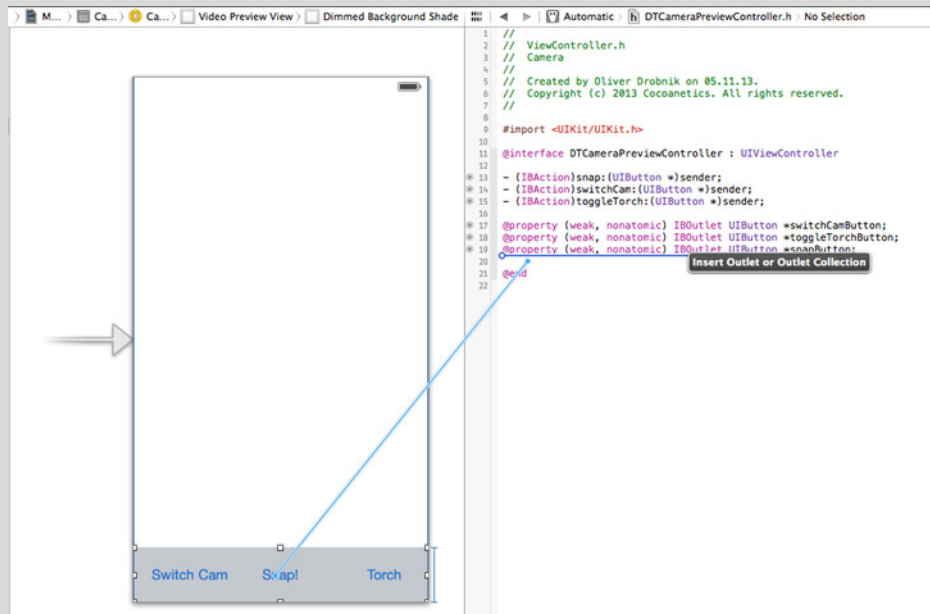 M... Ca... Ca... Video Preview View Dimmed Background Shade Automatic DTCameraPreviewController.h No Selection
1 //
2 //  ViewController.h
3 //  Camera
4 //
5 //  Created by Oliver Drobnik on 05.11.13.
6 //  Copyright (c) 2013 Cocoanetics. All rights reserved.
7 //
8
9 #import <UIKit/UIKit.h>
10
11 @interface DTCameraPreviewController : UIViewController
12
13 - (IBAction)snap:(UIButton *)sender;
14 - (IBAction)switchCam:(UIButton *)sender;
15 - (IBAction)toggleTorch:(UIButton *)sender;
16
17 @property (weak, nonatomic) IBOutlet UIButton *switchCamButton;
18 @property (weak, nonatomic) IBOutlet UIButton *toggleTorchButton;
19 @property (weak, nonatomic) IBOutlet UIButton *snapButton;
20
Insert Outlet or Outlet Collection
21 @end
22
Switch Cam Snap! Torch